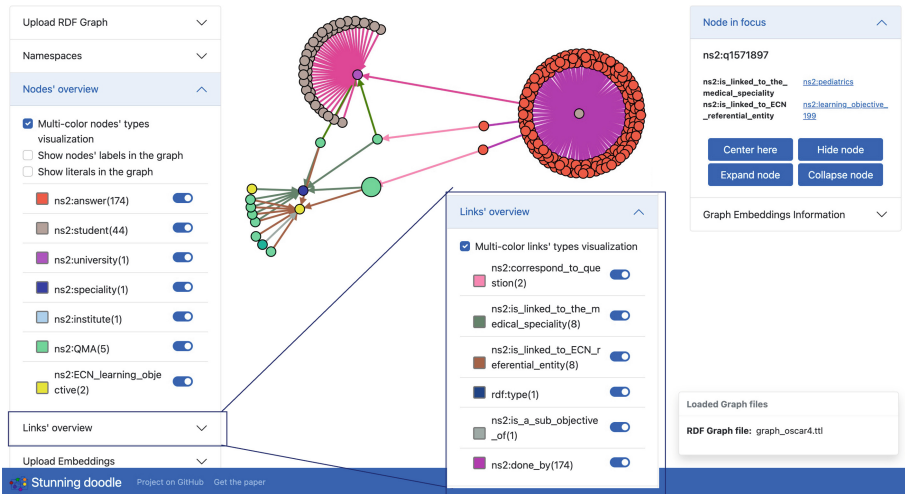 Upload RDF Graph
Namespaces
Nodes' overview
Multi-color nodes' types
visualization
Show nodes' labels in the graph
Show literals in the graph
ns2:answer(174)
ns2:student(44)
ns2:university(1)
ns2:speciality(1)
ns2:institute(1)
ns2:QMA(5)
ns2:ECN_learning_obje
ctive(2)
Links' overview
Upload Embeddings
Links' overview
Multi-color links' types visualization
ns2:correspond_to_que
stion(2)
ns2:is_linked_to_the_m
edical_speciality(8)
ns2:is_linked_to_ECN_r
eferential_entity(8)
rdf:type(1)
ns2:is_a_sub_objective
_of(1)
ns2:done_by(174)
Node in focus
ns2:q1571897
ns2:is_linked_to_the_ ns2:pediatrics
medical_speciality
ns2:is_linked_to_ECN ns2:learning_objective_
_referential_entity 199
Center here Hide node
Expand node Collapse node
Graph Embeddings Information
Loaded Graph files
RDF Graph file: graph_oscar4.ttl
Stunning doodle Project on GitHub Get the paper